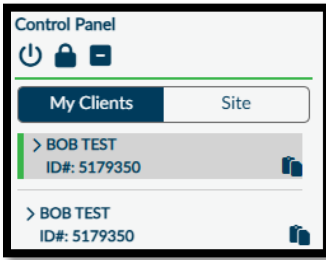 Control Panel
My Clients Site
> BOB TEST
ID#: 5179350
> BOB TEST
ID#: 5179350